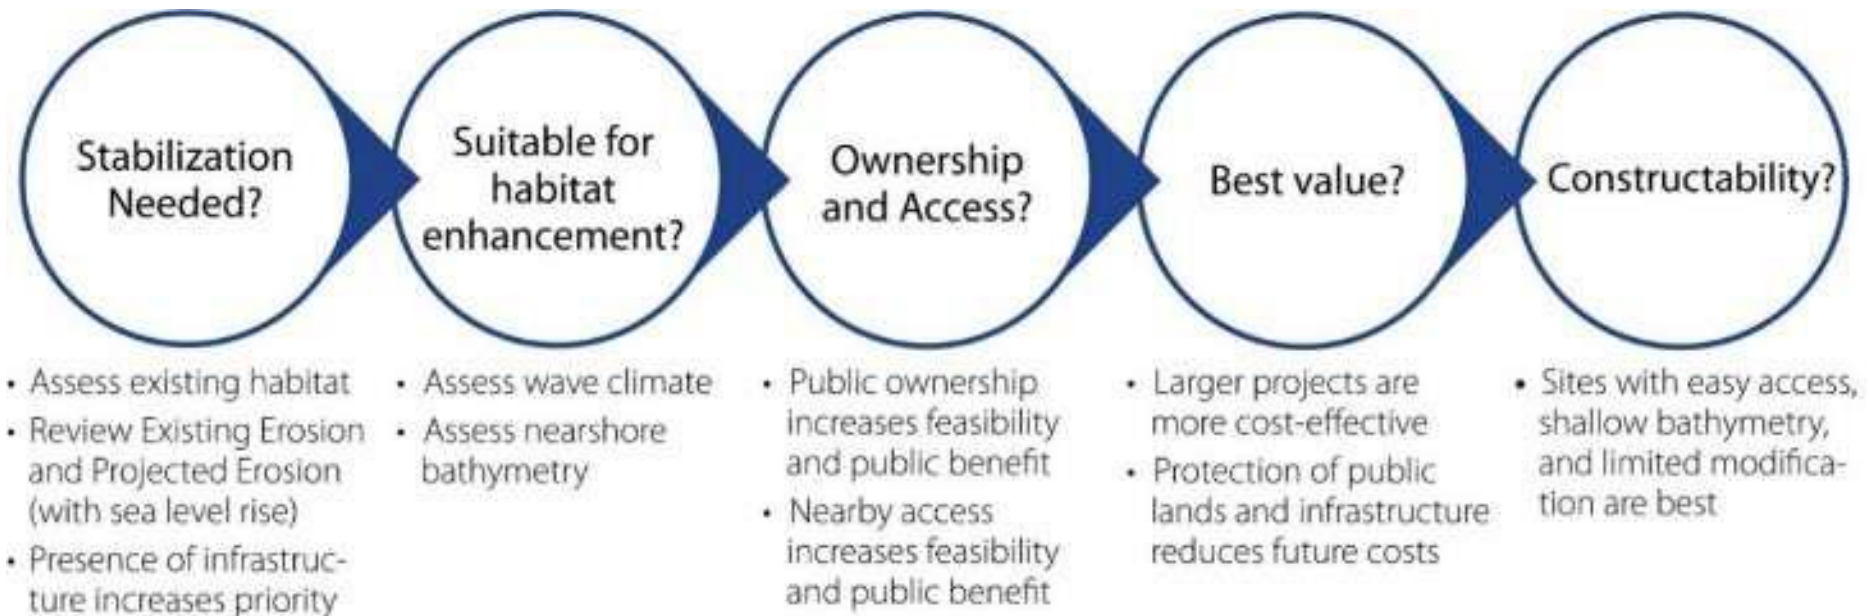 Stabilization
Needed?
Suitable for
habitat
enhancement?
Ownership
and Access?
Best value?
Constructability?
• Assess existing habitat
• Review Existing Erosion
and Projected Erosion
(with sea level rise)
• Presence of infrastruc-
ture increases priority
• Assess wave climate
• Assess nearshore
bathymetry
• Public ownership
increases feasibility
and public benefit
• Nearby access
increases feasibility
and public benefit
• Larger projects are
more cost-effective
• Protection of public
lands and infrastructure
reduces future costs
• Sites with easy access,
shallow bathymetry,
and limited modifica-
tion are best